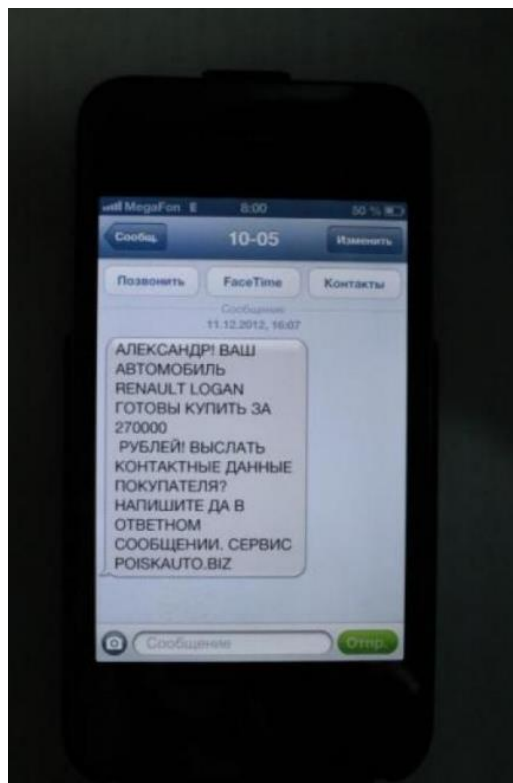 MegaFon 8:00 50 %
Сообщ. 10-05 Изменить
Позвонить FaceTime Контакты
Сообщение
11.12.2012, 16:07
АЛЕКСАНДР! ВАШ
АВТОМОБИЛЬ
RENAULT LOGAN
ГОТОВЫ КУПИТЬ ЗА
270000
РУБЛЕЙ! ВЫСЛАТЬ
КОНТАКТНЫЕ ДАННЫЕ
ПОКУПАТЕЛЯ?
НАПИШИТЕ ДА В
ОТВЕТНОМ
СООБЩЕНИИ. СЕРВИС
POISKAUTO.BIZ
Сообщение Отпр.